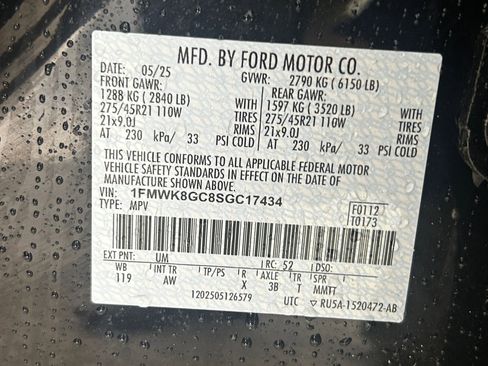 MFD. BY FORD MOTOR CO.
DATE: 05/25 GVWR: 2790 KG ( 6150 LB)
FRONT GAWR: REAR GAWR:
1288 KG ( 2840 LB) 1597 KG ( 3520 LB)
275/45R21 110W TIRES 275/45R21 110W TIRES
21x9.0J RIMS 21x9.0J RIMS
AT 230 kPa/ 33 PSI COLD AT 230 kPa/ 33 PSI COLD
THIS VEHICLE CONFORMS TO ALL APPLICABLE FEDERAL MOTOR
VEHICLE SAFETY STANDARDS IN EFFECT ON THE DATE OF
MANUFACTURE SHOWN ABOVE.
VIN: 1FMWK8GC8SGC17434
TYPE: MPV
F0112
T0173
EXT PNT: UM RC: 52 DSO:
WB INT TR TP/PS R AXLE TR SPR
119 AW X 3B T MMTT
1202505126579 UTC RU5A-1520472-AB